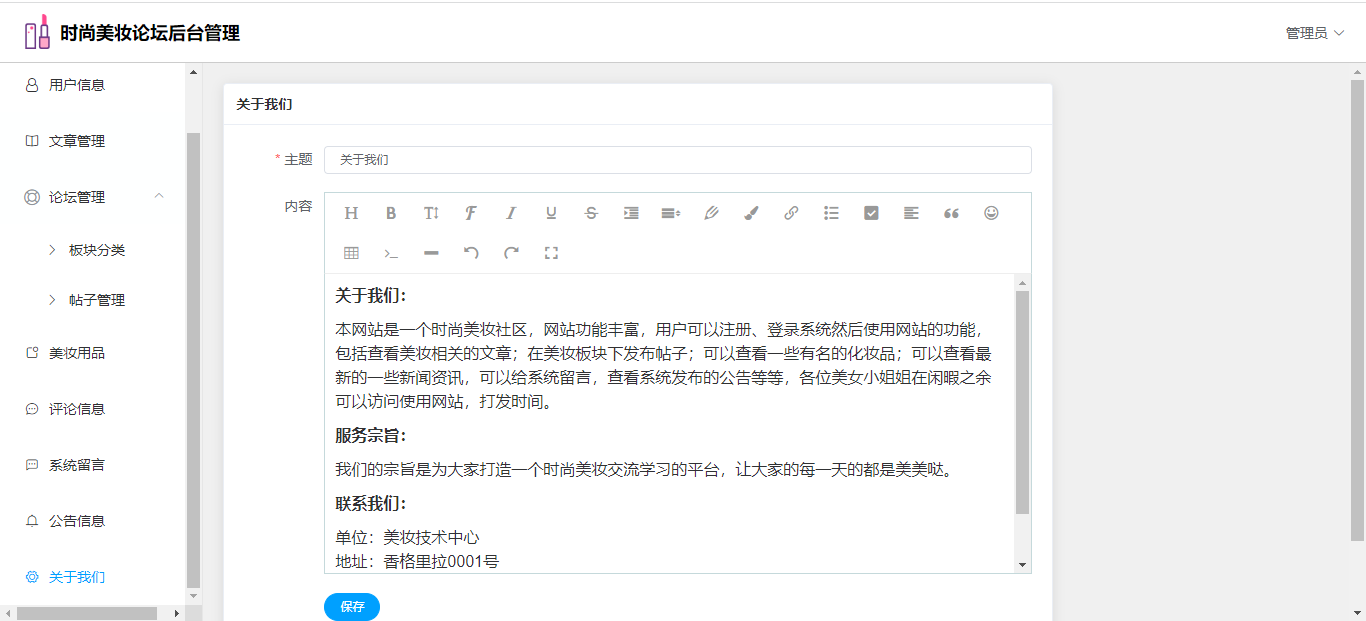 时尚美妆论坛后台管理
管理员
用户信息
文章管理
论坛管理
板块分类
帖子管理
美妆用品
评论信息
系统留言
公告信息
关于我们
关于我们
* 主题
关于我们
内容
关于我们：
本网站是一个时尚美妆社区，网站功能丰富，用户可以注册、登录系统然后使用网站的功能，
包括查看美妆相关的文章；在美妆板块下发布帖子；可以查看一些有名的化妆品；可以查看最
新的一些新闻资讯，可以给系统留言，查看系统发布的公告等等，各位美女小姐姐在闲暇之余
可以访问使用网站，打发时间。
服务宗旨：
我们的宗旨是为大家打造一个时尚美妆交流学习的平台，让大家的每一天的都是美美哒。
联系我们：
单位：美妆技术中心
地址：香格里拉0001号
保存